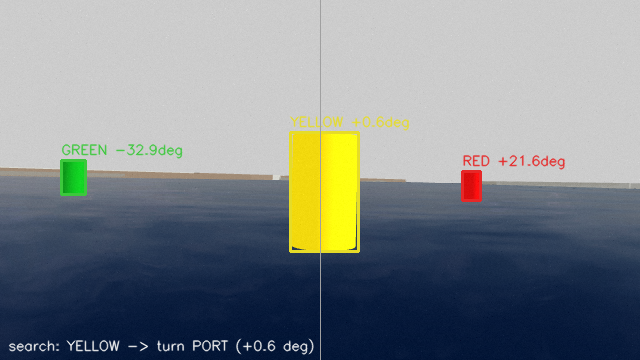 YELLOW +0.6deg
GREEN -32.9deg
RED +21.6deg
search: YELLOW -> turn PORT (+0.6 deg)